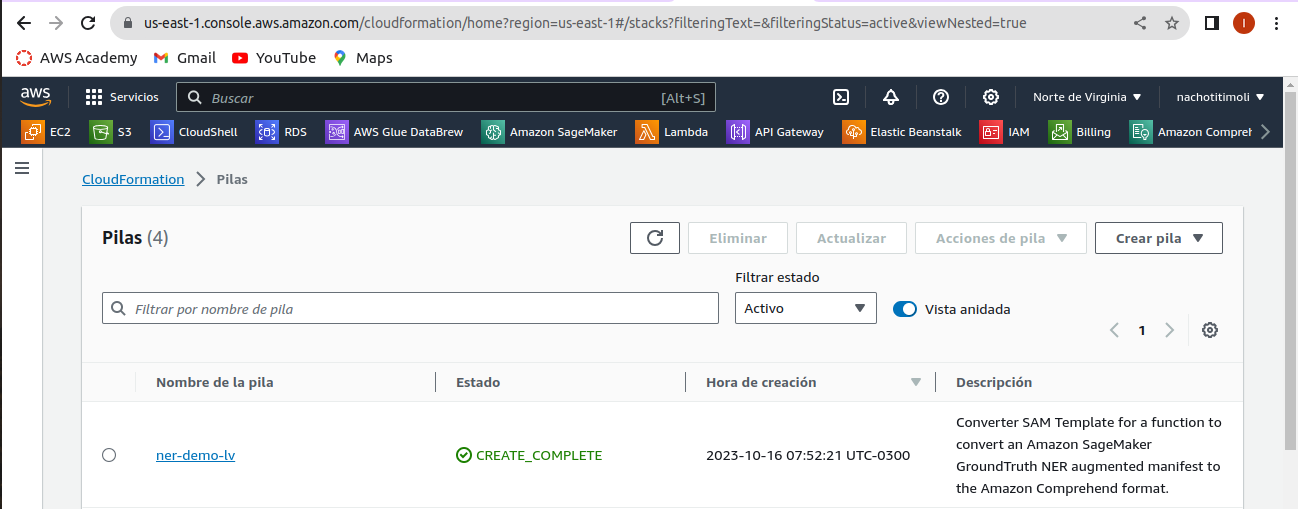 us-east-1.console.aws.amazon.com/cloudformation/home?region=us-east-1#/stacks?filteringText=&filteringStatus=active&viewNested=true
I
AWS Academy Gmail YouTube Maps
aws Servicios Buscar [Alt+S] Norte de Virginia nachotitimoli
EC2 S3 CloudShell RDS AWS Glue DataBrew Amazon SageMaker Lambda API Gateway Elastic Beanstalk IAM Billing Amazon Compreh
CloudFormation Pilas
Pilas (4) Eliminar Actualizar Acciones de pila Crear pila
Filtrar estado
Filtrar por nombre de pila Activo Vista anidada
1
Nombre de la pila Estado Hora de creación Descripción
ner-demo-lv CREATE_COMPLETE 2023-10-16 07:52:21 UTC-0300
Converter SAM Template for a function to
convert an Amazon SageMaker
GroundTruth NER augmented manifest to
the Amazon Comprehend format.